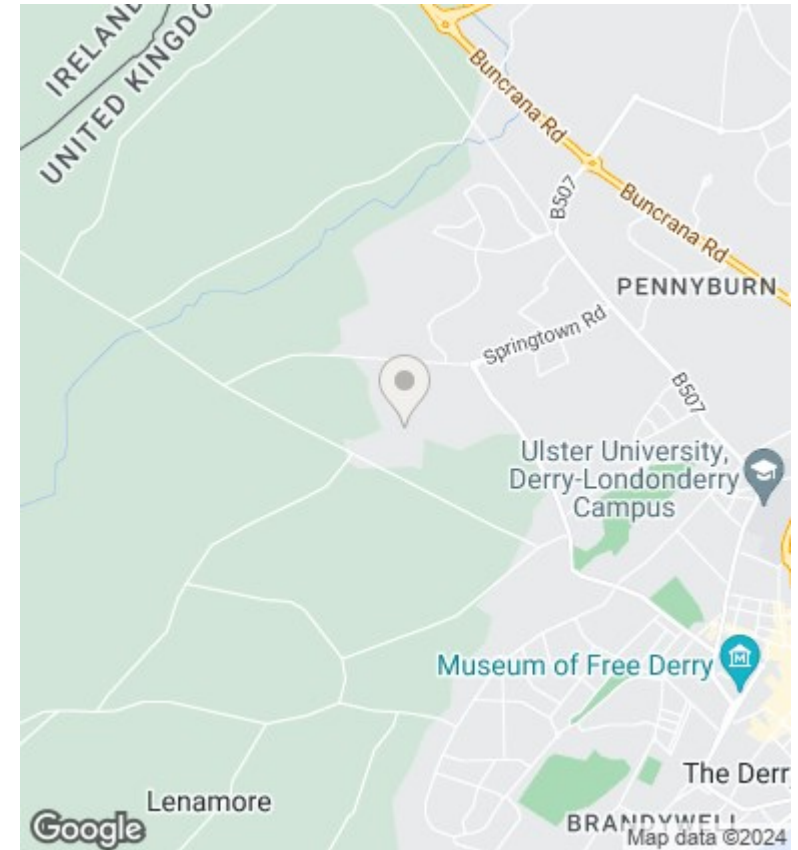 IRELAND
UNITED KINGDO
Buncrana Rd
B507
Buncrana Rd
PENNYBURN
Springtown Rd
B507
Ulster University,
Derry-Londonderry
Campus
Museum of Free Derry
The Derr
Lenamore
BRANDYWELL
Google
Map data ©2024